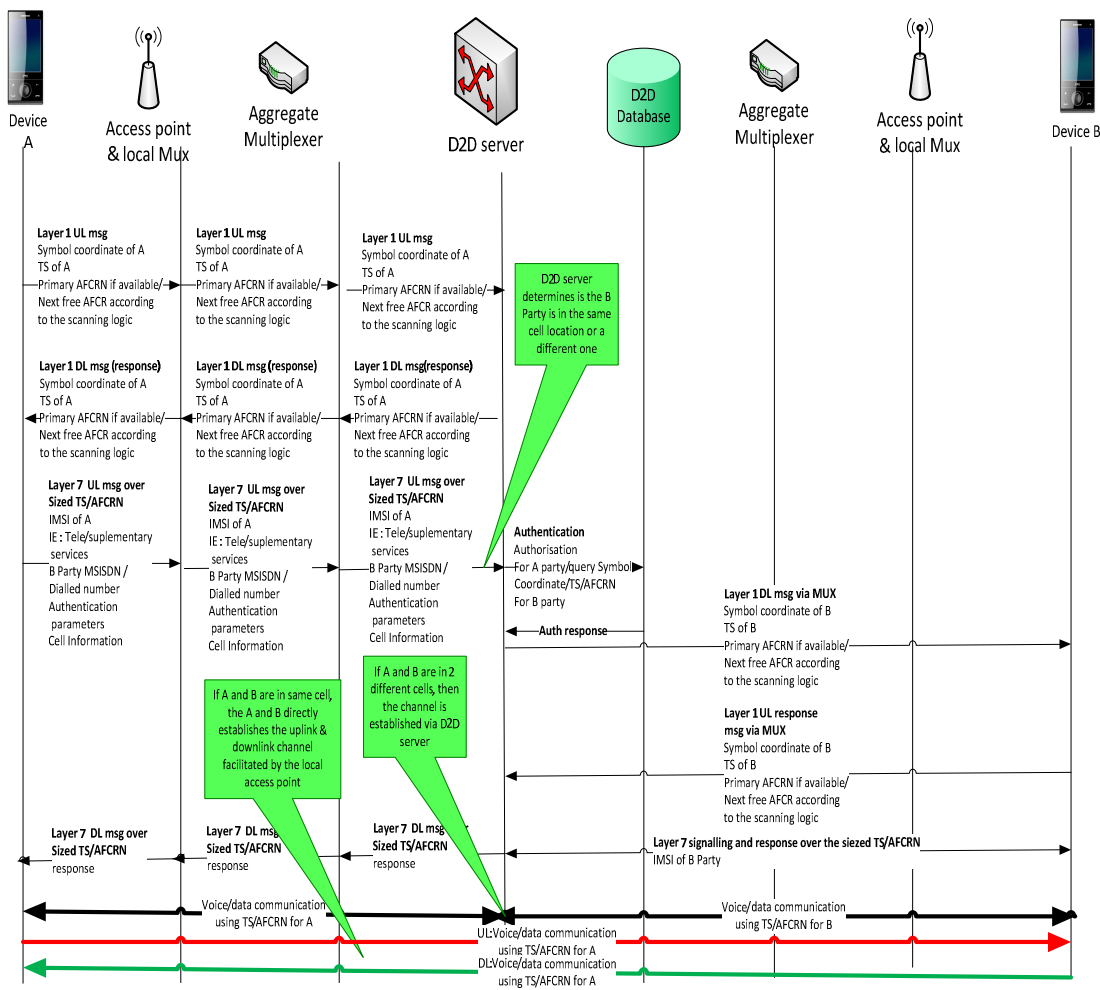 Device
A
Access point
& local Mux
Aggregate
Multiplexer
D2D server
D2D
Database
Aggregate
Multiplexer
Access point
& local Mux
Device B
Layer 1 UL msg
Symbol coordinate of A
TS of A
Primary AFCRN if available/
Next free AFCR according
to the scanning logic
Layer 1 UL msg
Symbol coordinate of A
TS of A
Primary AFCRN if available/
Next free AFCR according
to the scanning logic
Layer 1 UL msg
Symbol coordinate of A
TS of A
Primary AFCRN if available/
Next free AFCR according
to the scanning logic
D2D server
determines is the B
Party is in the same
cell location or a
different one
Layer 1 DL msg (response)
Symbol coordinate of A
TS of A
Primary AFCRN if available/
Next free AFCR according
to the scanning logic
Layer 1 DL msg (response)
Symbol coordinate of A
TS of A
Primary AFCRN if available/
Next free AFCR according
to the scanning logic
Layer 1 DL msg(response)
Symbol coordinate of A
TS of A
Primary AFCRN if available/
Next free AFCR according
to the scanning logic
Layer 7 UL msg over
Sized TS/AFCRN
IMSI of A
IE : Tele/suplementary
services
B Party MSISDN /
Dialled number
Authentication
parameters
Cell Information
Layer 7 UL msg over
Sized TS/AFCRN
IMSI of A
IE : Tele/suplementary
services
B Party MSISDN /
Dialled number
Authentication
parameters
Cell Information
Layer 7 UL msg over
Sized TS/AFCRN
IMSI of A
IE : Tele/suplementary
services
B Party MSISDN /
Dialled number
Authentication
parameters
Cell Information
Authentication
Authorisation
For A party/query Symbol
Coordinate/TS/AFCRN
For B party
Auth response
Layer 1 DL msg via MUX
Symbol coordinate of B
TS of B
Primary AFCRN if available/
Next free AFCR according
to the scanning logic
If A and B are in same cell,
the A and B directly
establishes the uplink &
downlink channel
facilitated by the local
access point
If A and B are in 2
different cells, then
the channel is
established via D2D
server
Layer 1 UL response
msg via MUX
Symbol coordinate of B
TS of B
Primary AFCRN if available/
Next free AFCR according
to the scanning logic
Layer 7 DL msg over
Sized TS/AFCRN
response
Layer 7 DL msg
Sized TS/AFCRN
response
Layer 7 DL msg er
Sized TS/AFCRN
response
Layer 7 signalling and response over the siezed TS/AFCRN
IMSI of B Party
Voice/data communication
using TS/AFCRN for A
Voice/data communication
using TS/AFCRN for B
UL:Voice/data communication
using TS/AFCRN for A
DL:Voice/data communication
using TS/AFCRN for A